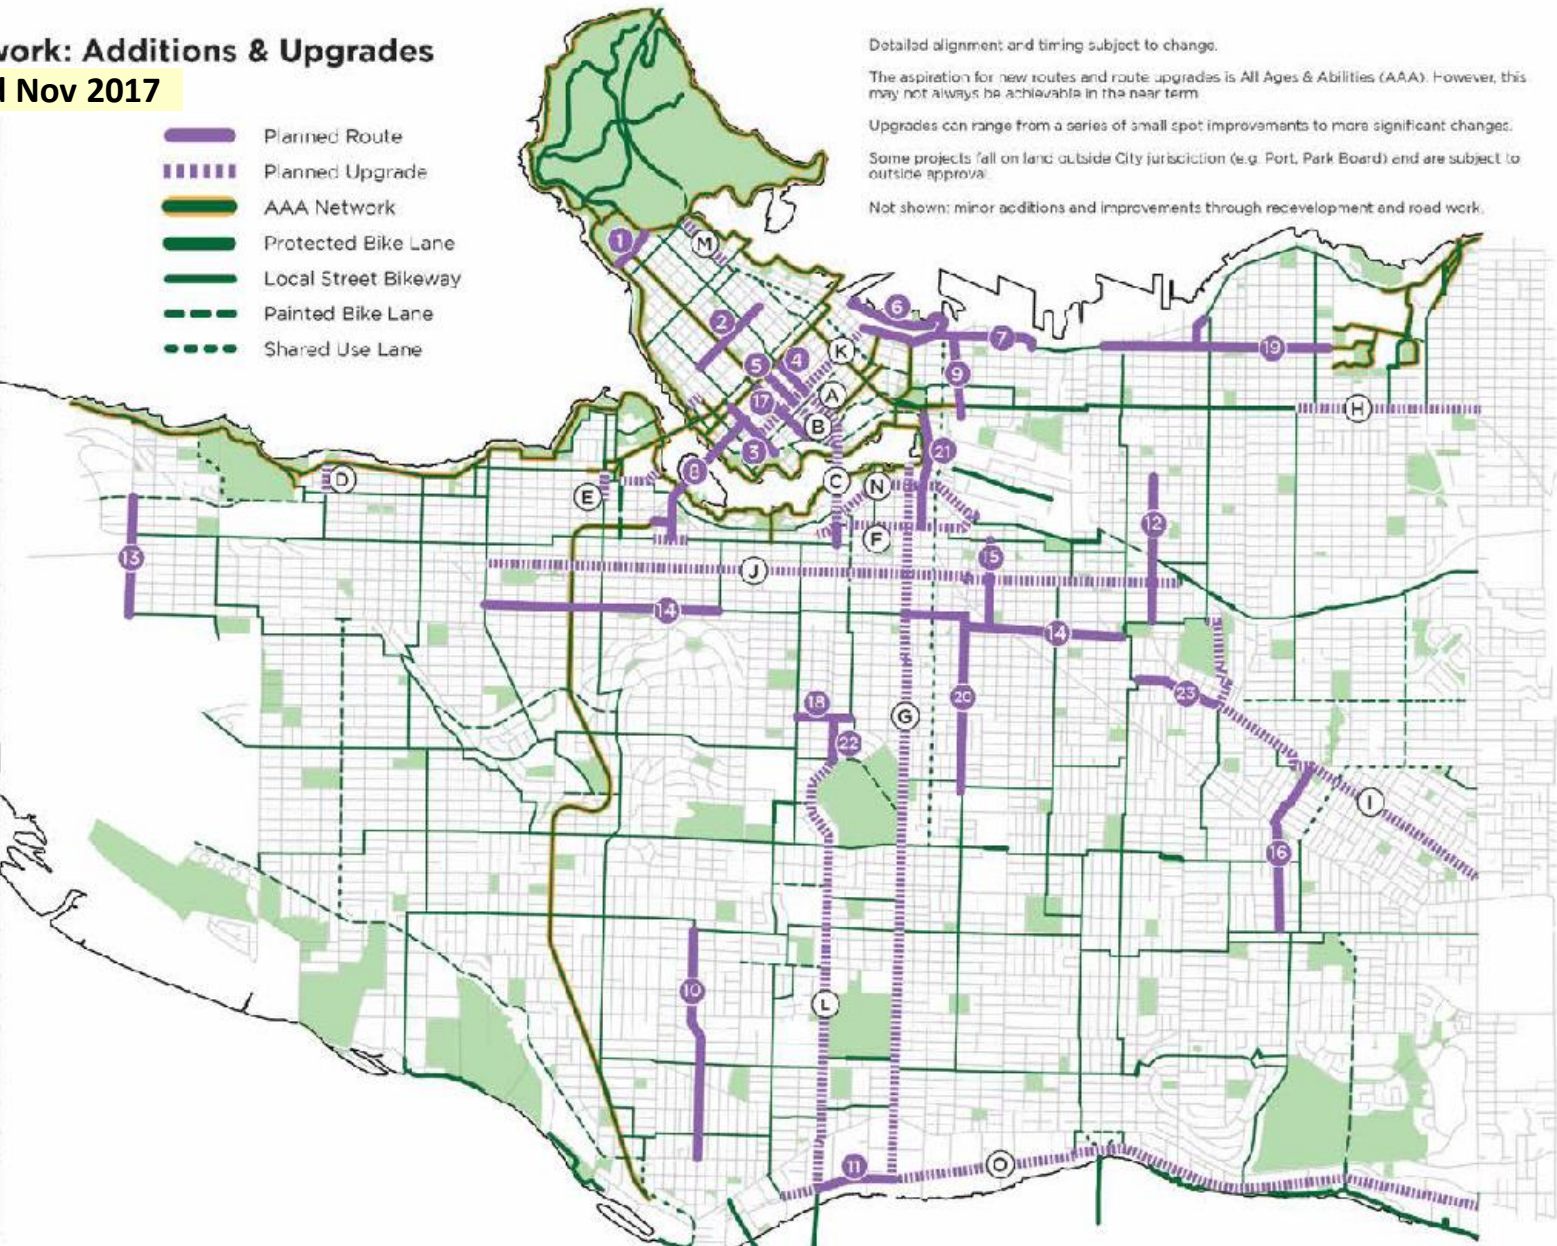 work: Additions & Upgrades
d Nov 2017
Planned Route
Planned Upgrade
AAA Network
Protected Bike Lane
Local Street Bikeway
Painted Bike Lane
Shared Use Lane
Detailed alignment and timing subject to change.
The aspiration for new routes and route upgrades is All Ages & Abilities (AAA). However, this
may not always be achievable in the near term
Upgrades can range from a series of small spot improvements to more significant changes.
Some projects fall on land outside City jurisdiction (e.g. Port, Park Board) and are subject to
outside approval.
Not shown: minor additions and improvements through redevelopment and road work.
1
M
2
6
7
K
5
4
9
19
17
A
H
B
3
21
8
D
C
N
E
12
F
15
13
J
14
14
18
20
23
G
22
I
16
10
L
11
O